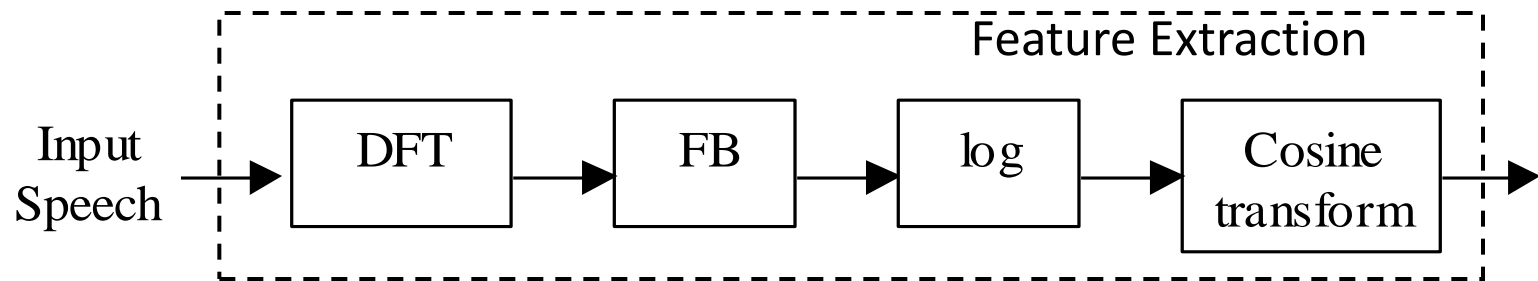 Feature Extraction
Input
Speech
DFT
FB
log
Cosine
transform